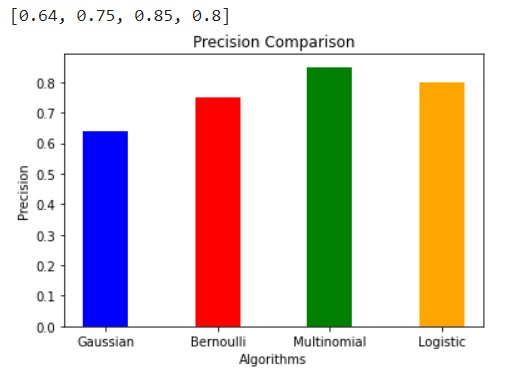 [0.64, 0.75, 0.85, 0.8]
Precision Comparison
0.8
0.7
0.6
0.5
0.4
0.3
0.2
0.1
0.0
Precision
Gaussian Bernoulli Multinomial Logistic
Algorithms